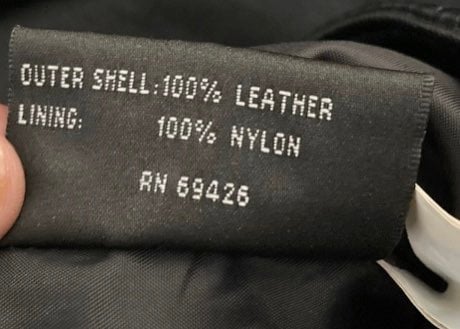 OUTER SHELL:100% LEATHER
LINING: 100% NYLON
RN 69426